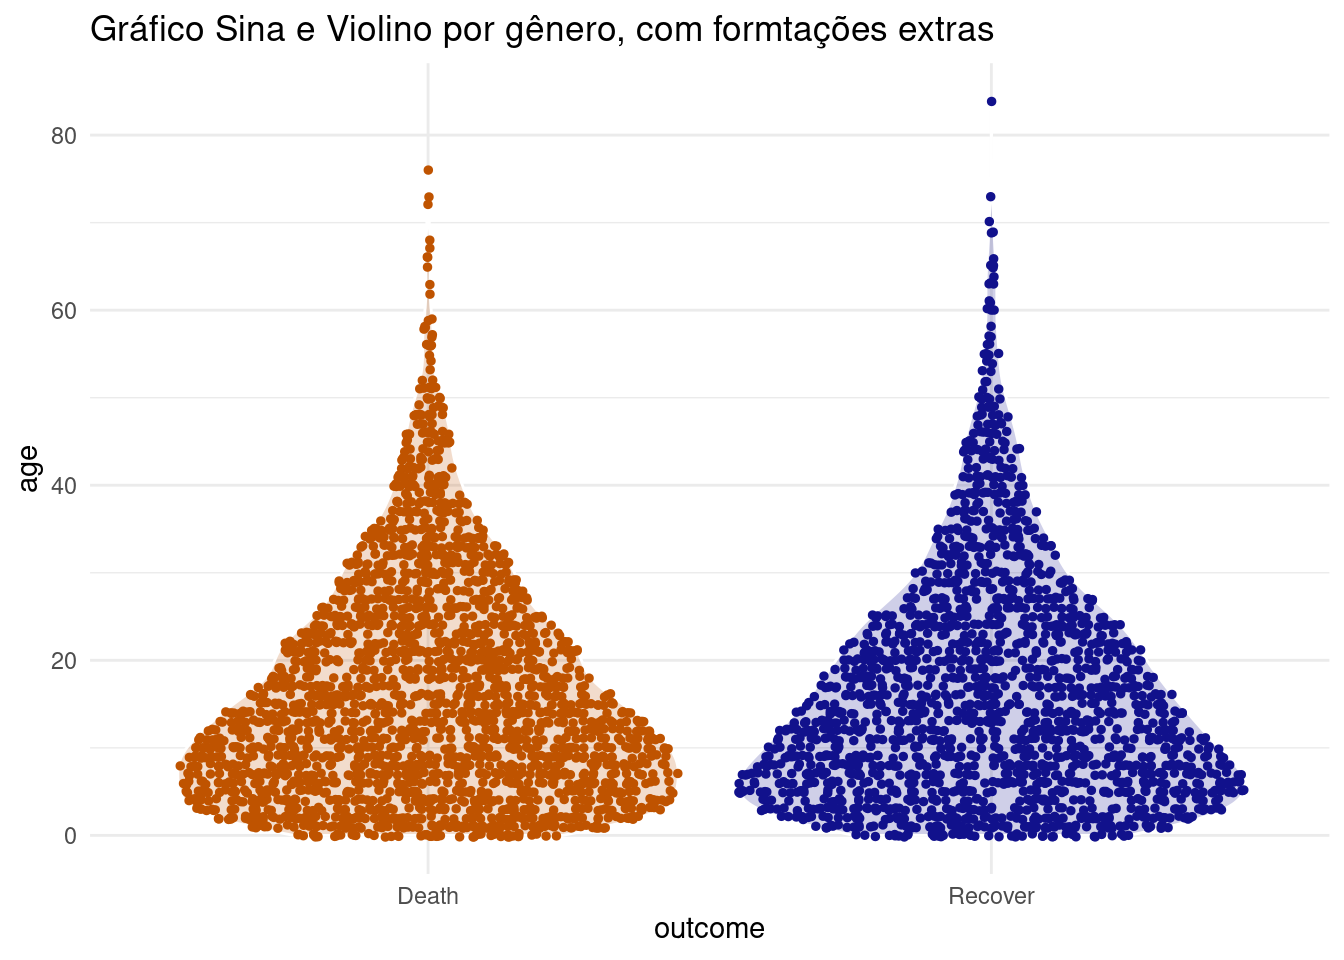 Gráfico Sina e Violino por gênero, com formtações extras
80
60
40
20
0
age
Death
Recover
outcome